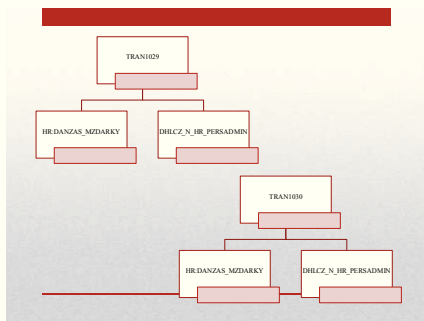 TRAN1029
HR:DANZAS_MZDARKY
DHLCZ_N_HR_PERSADMIN
TRAN1030
HR:DANZAS_MZDARKY
DHLCZ_N_HR_PERSADMIN